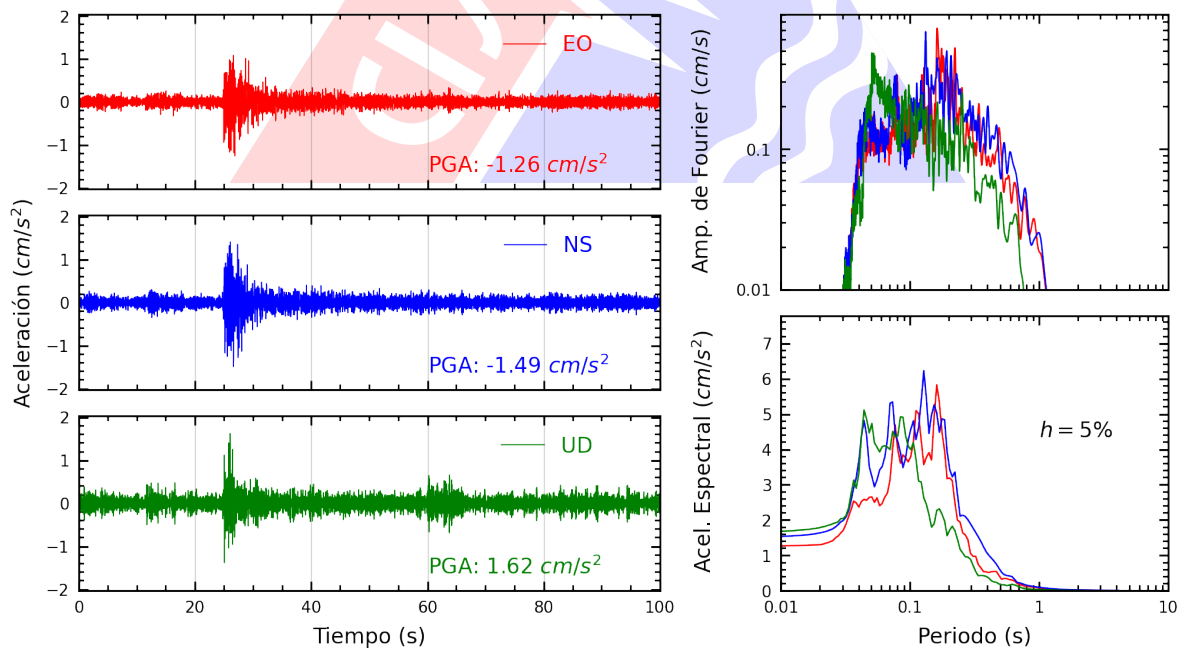 Aceleración (cm/s²)
2
1
0
−1
−2
EO
PGA: -1.26 cm/s²
2
1
0
−1
−2
NS
PGA: -1.49 cm/s²
2
1
0
−1
−2
UD
PGA: 1.62 cm/s²
0 20 40 60 80 100
Tiempo (s)
Amp. de Fourier (cm/s)
0.1
0.01
Acel. Espectral (cm/s²)
7
6
5
4
3
2
1
0
h = 5%
0.01 0.1 1 10
Periodo (s)